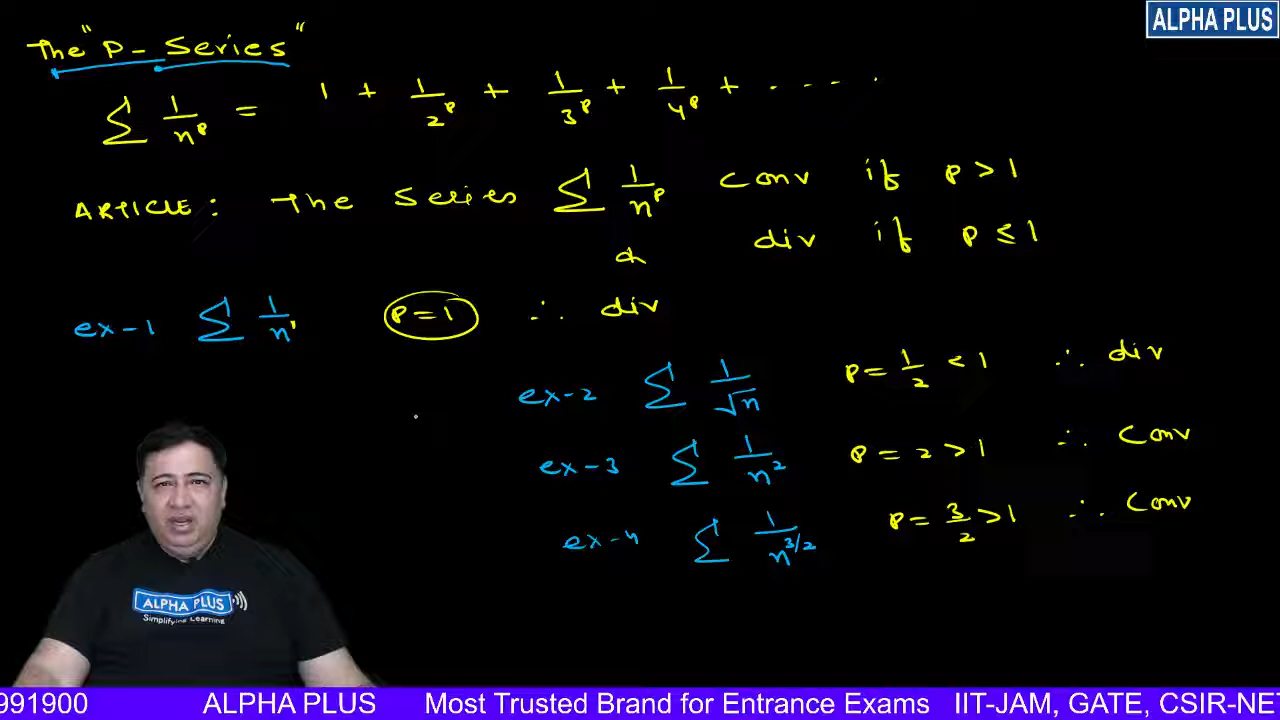 ALPHA PLUS
The "P-Series"
∑ 1/n^p = 1 + 1/2^p + 1/3^p + 1/4^p + .....
ARTICLE: The Series ∑ 1/n^p conv if p > 1
& div if p ≤ 1
ex-1 ∑ 1/n^1 p=1 ∴ div
ex-2 ∑ 1/√n p = 1/2 < 1 ∴ div
ex-3 ∑ 1/n^2 p = 2 > 1 ∴ Conv
ex-4 ∑ 1/n^3/2 p = 3/2 > 1 ∴ Conv
ALPHA PLUS
Simplifying Learning
991900 ALPHA PLUS Most Trusted Brand for Entrance Exams IIT-JAM, GATE, CSIR-NE